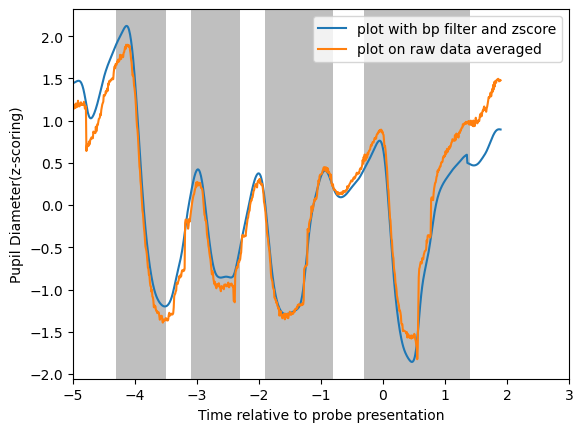 plot with bp filter and zscore
plot on raw data averaged
Pupil Diameter(z-scoring)
2.0
1.5
1.0
0.5
0.0
−0.5
−1.0
−1.5
−2.0
−5 −4 −3 −2 −1 0 1 2 3
Time relative to probe presentation